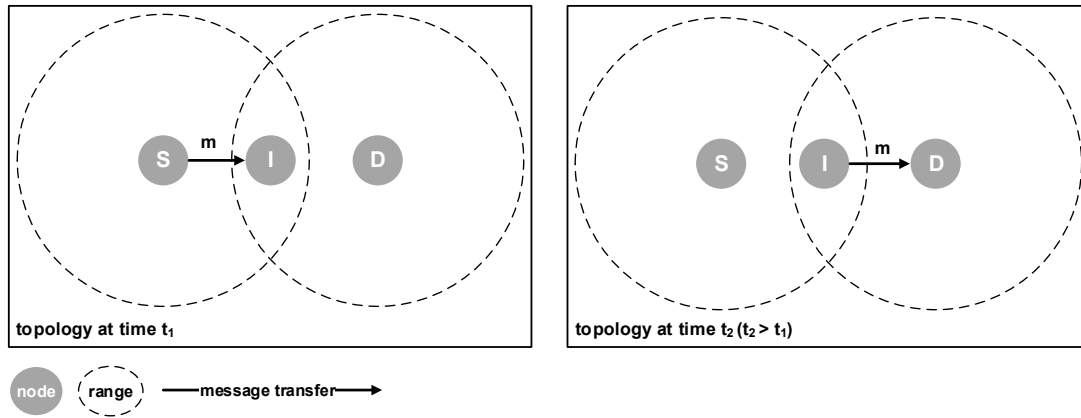 m
S
I
D
topology at time t₁
m
S
I
D
topology at time t₂ (t₂ > t₁)
node
range
message transfer